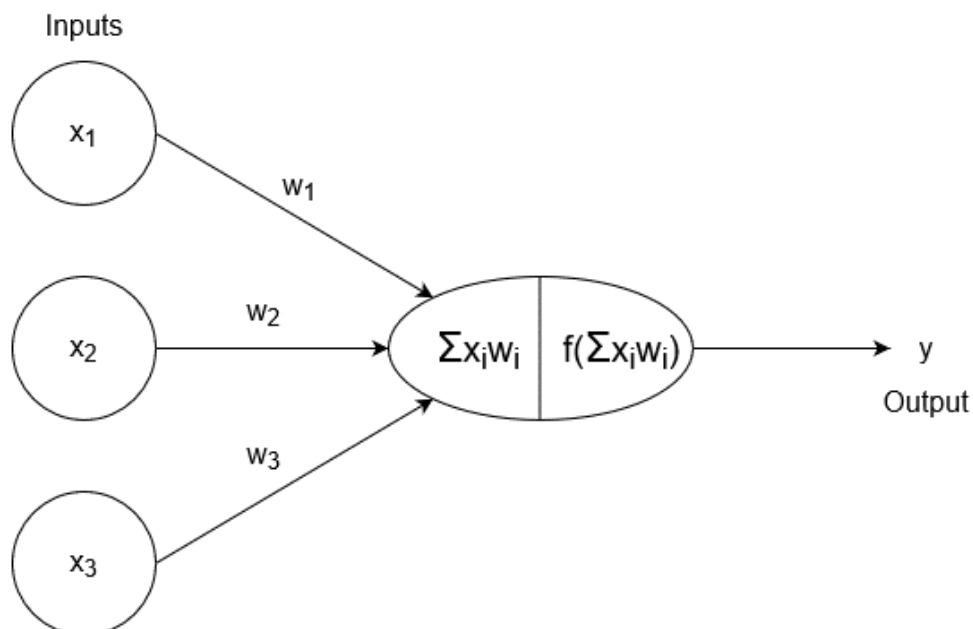 Inputs
x₁
w₁
x₂
w₂
Σxᵢwᵢ
f(Σxᵢwᵢ)
y
Output
w₃
x₃